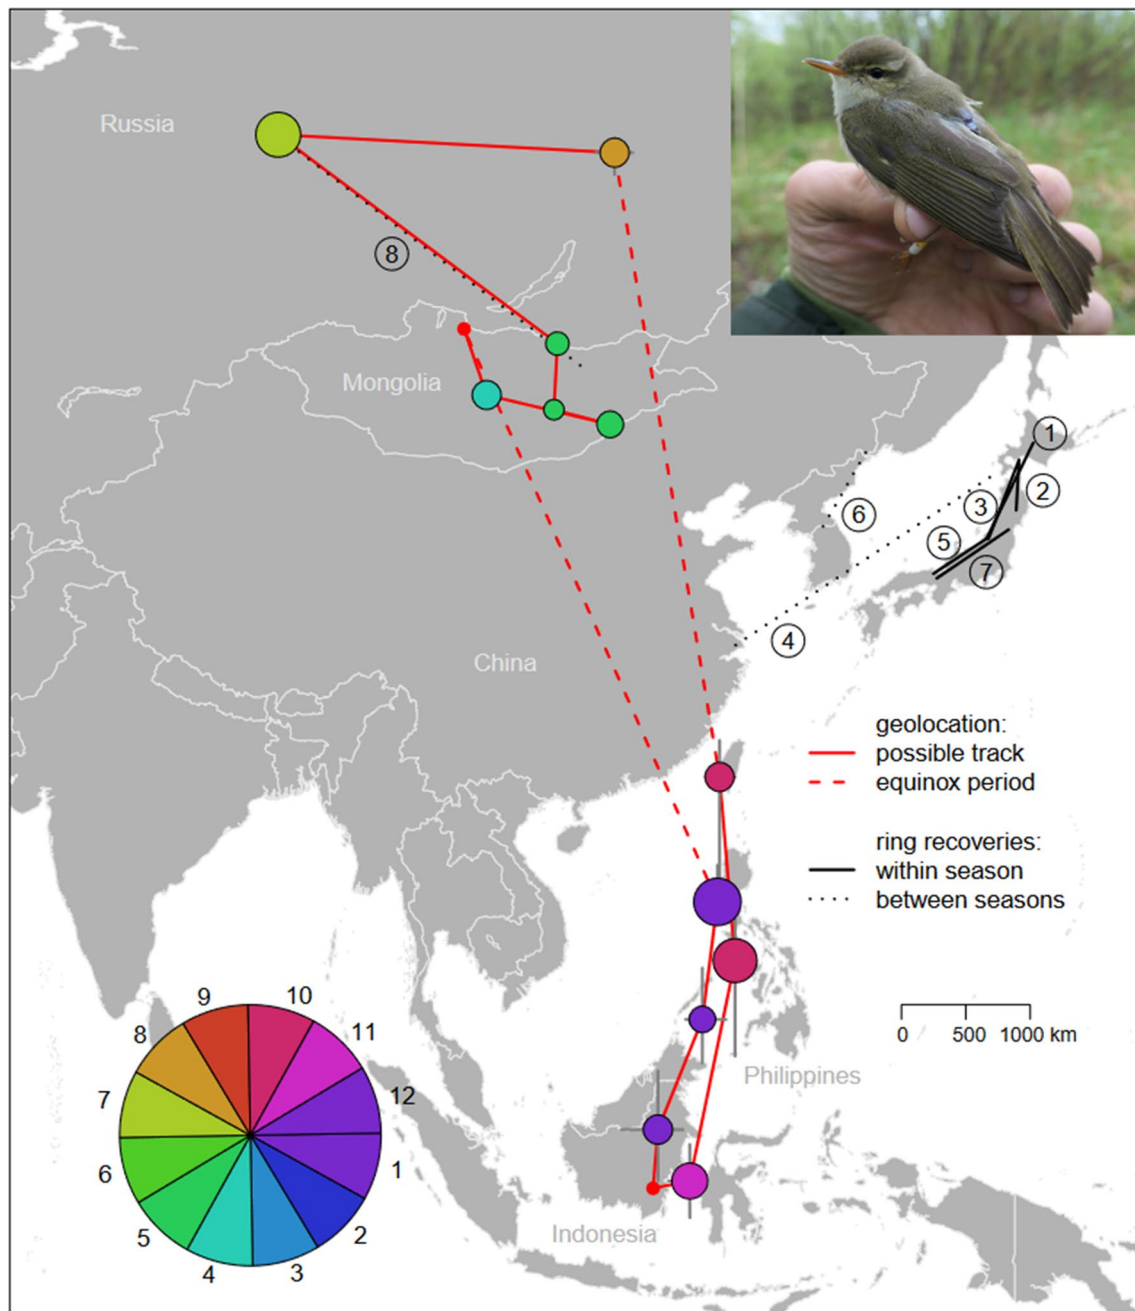 Russia
8
Mongolia
1
2
3
6
5
7
4
China
geolocation:
possible track
equinox period
ring recoveries:
within season
between seasons
0 500 1000 km
Philippines
Indonesia
9 10
8 11
7 12
6 1
5 2
4 3